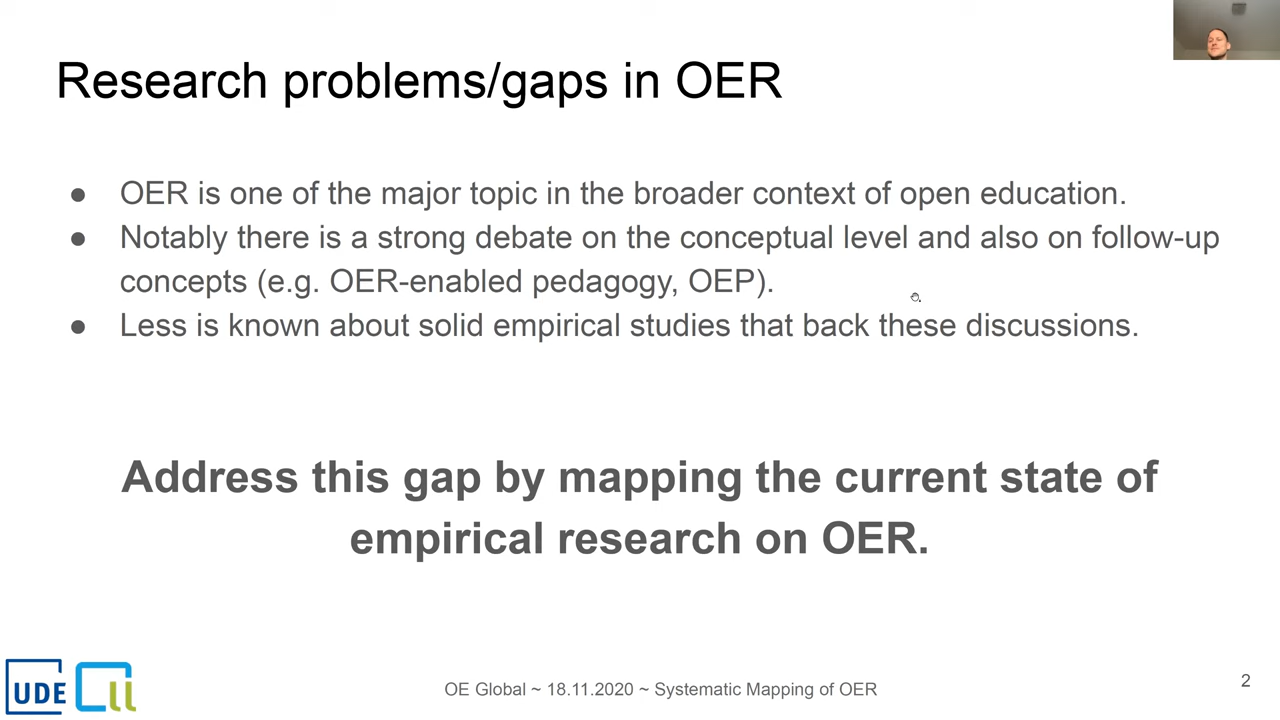 Research problems/gaps in OER
● OER is one of the major topic in the broader context of open education.
● Notably there is a strong debate on the conceptual level and also on follow-up
concepts (e.g. OER-enabled pedagogy, OEP).
● Less is known about solid empirical studies that back these discussions.
Address this gap by mapping the current state of
empirical research on OER.
UDE
OE Global ~ 18.11.2020 ~ Systematic Mapping of OER
2